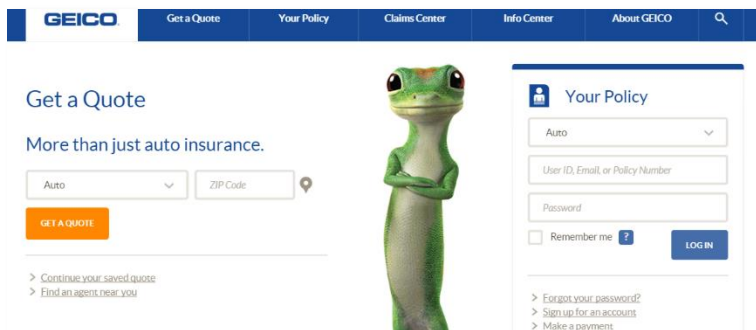 GEICO
Get a Quote
Your Policy
Claims Center
Info Center
About GEICO
Get a Quote
More than just auto insurance.
Auto
ZIP Code
GET A QUOTE
> Continue your saved quote
> Find an agent near you
Your Policy
Auto
User ID, Email, or Policy Number
Password
Remember me ?
LOG IN
> Forgot your password?
> Sign up for an account
> Make a payment